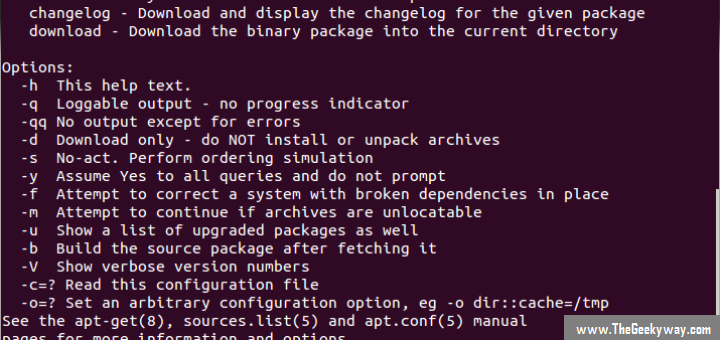 changelog - Download and display the changelog for the given package
download - Download the binary package into the current directory
Options:
-h This help text.
-q Loggable output - no progress indicator
-qq No output except for errors
-d Download only - do NOT install or unpack archives
-s No-act. Perform ordering simulation
-y Assume Yes to all queries and do not prompt
-f Attempt to correct a system with broken dependencies in place
-m Attempt to continue if archives are unlocatable
-u Show a list of upgraded packages as well
-b Build the source package after fetching it
-V Show verbose version numbers
-c=? Read this configuration file
-o=? Set an arbitrary configuration option, eg -o dir::cache=/tmp
See the apt-get(8), sources.list(5) and apt.conf(5) manual
pages for more information and options
www.TheGeekyway.com